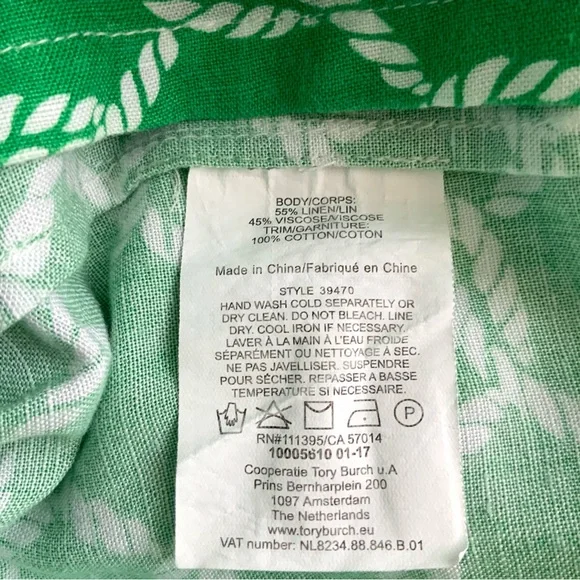 BODY/CORPS:
55% LINEN/LIN
45% VISCOSE/VISCOSE
TRIM/GARNITURE:
100% COTTON/COTON
Made in China/Fabriqué en Chine
STYLE 39470
HAND WASH COLD SEPARATELY OR
DRY CLEAN. DO NOT BLEACH. LINE
DRY. COOL IRON IF NECESSARY.
LAVER À LA MAIN À L'EAU FROIDE
SÉPARÉMENT OU NETTOYAGE À SEC.
NE PAS JAVELLISER. SUSPENDRE
POUR SÉCHER. REPASSER A BASSE
TEMPERATURE SI NECESSAIRE.
P
RN#111395/CA 57014
10005610 01-17
Cooperatie Tory Burch u.A
Prins Bernharplein 200
1097 Amsterdam
The Netherlands
www.toryburch.eu
VAT number: NL8234.88.846.B.01